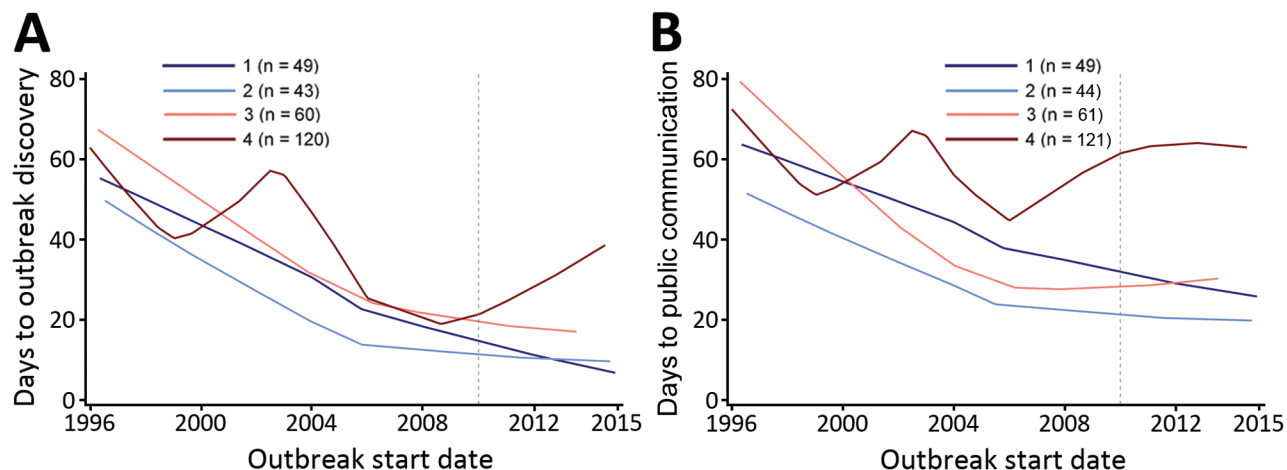 A
Days to outbreak discovery
80
60
40
20
0
1 (n = 49)
2 (n = 43)
3 (n = 60)
4 (n = 120)
1996 2000 2004 2008 2012 2015
Outbreak start date
B
Days to public communication
80
60
40
20
0
1 (n = 49)
2 (n = 44)
3 (n = 61)
4 (n = 121)
1996 2000 2004 2008 2012 2015
Outbreak start date